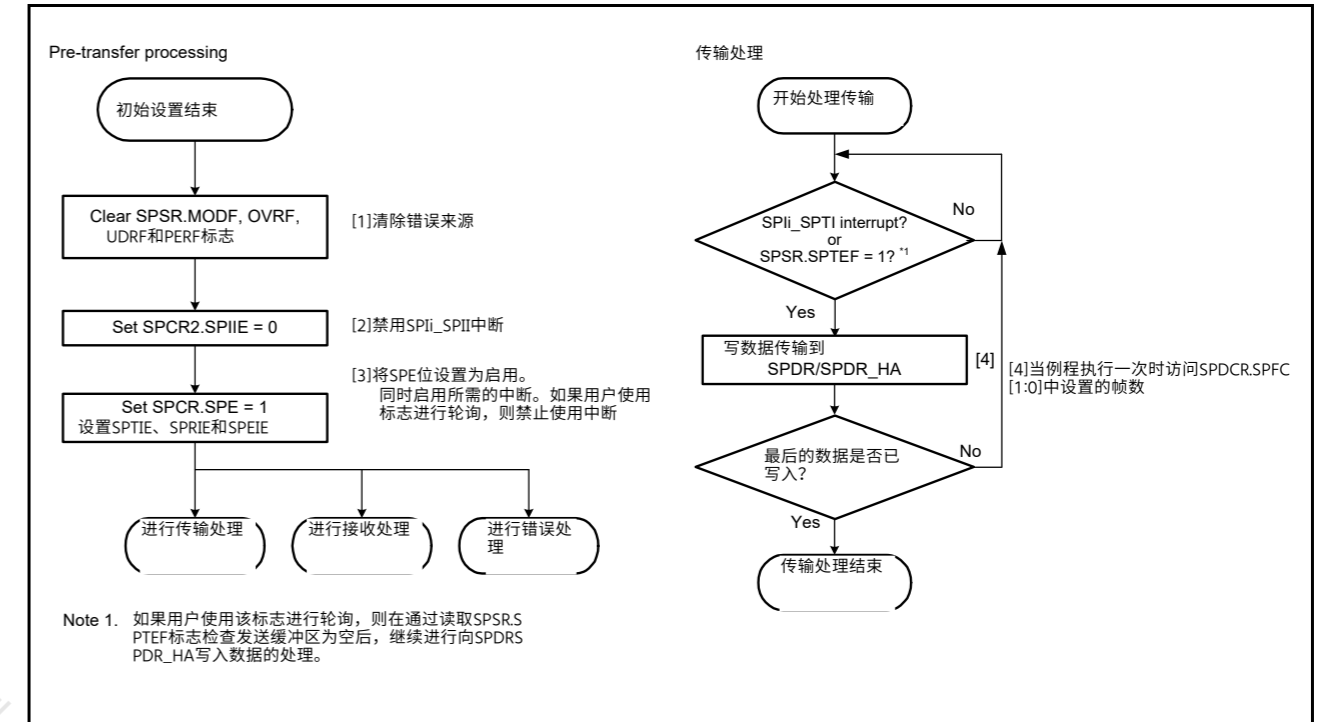 Pre-transfer processing
初始设置结束
Clear SPSR.MODF, OVRF,
UDRF和PERF标志
[1]清除错误来源
Set SPCR2.SPIIE = 0
[2]禁用SPIi_SPII中断
[3]将SPE位设置为启用。
同时启用所需的中断。如果用户使用
标志进行轮询，则禁止使用中断
Set SPCR.SPE = 1
设置SPTIE、SPRIE和SPEIE
进行传输处理
进行接收处理
进行错误处
理
Note 1. 如果用户使用该标志进行轮询，则在通过读取SPSR.S
PTEF标志检查发送缓冲区为空后，继续进行向SPDRS
PDR_HA写入数据的处理。
传输处理
开始处理传输
SPIi_SPTI interrupt?
or
SPSR.SPTEF = 1? *1
No
Yes
写数据传输到
SPDR/SPDR_HA
[4]
[4]当例程执行一次时访问SPDCR.SPFC
[1:0]中设置的帧数
最后的数据是否已
写入？
No
Yes
传输处理结束